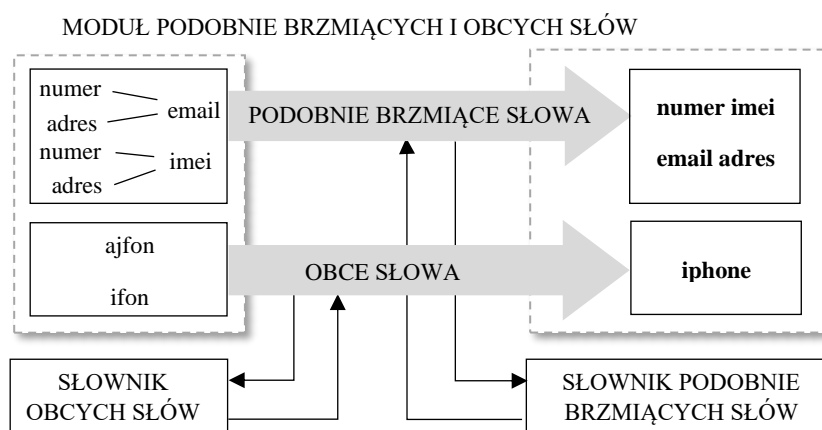 MODUŁ PODOBNIE BRZMIĄCYCH I OBCYCH SŁÓW
numer
adres
email
numer
adres
imei
PODOBNIE BRZMIĄCE SŁOWA
numer imei
email adres
ajfon
ifon
OBCE SŁOWA
iphone
SŁOWNIK
OBCYCH SŁÓW
SŁOWNIK PODOBNIE
BRZMIĄCYCH SŁÓW